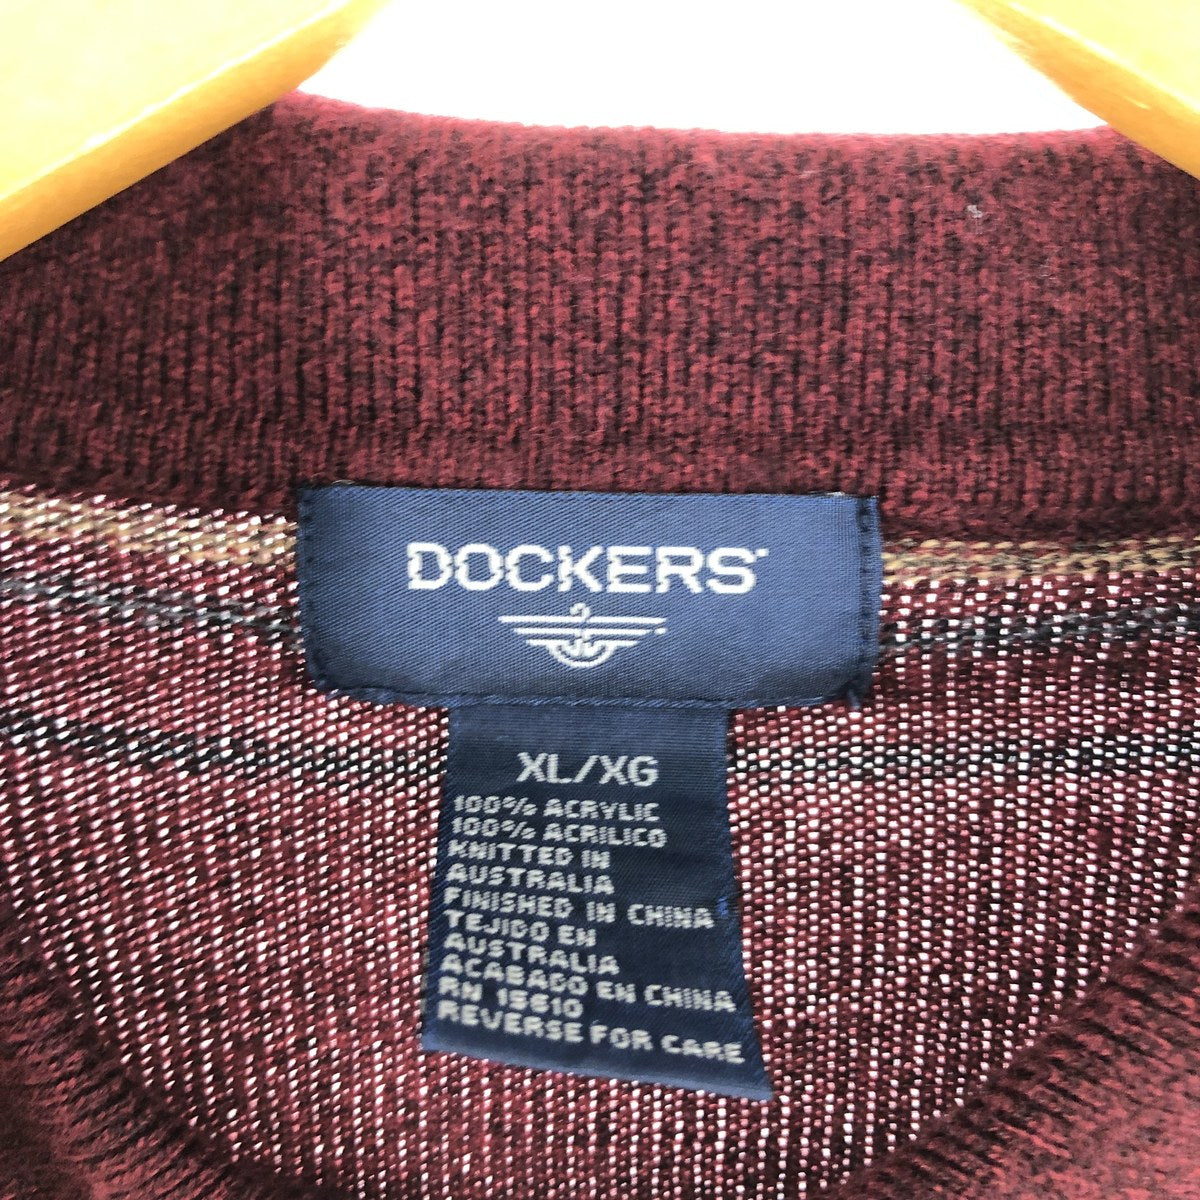 DOCKERS
XL/XG
100% ACRYLIC
100% ACRILICO
KNITTED IN
AUSTRALIA
FINISHED IN CHINA
TEJIDO EN
AUSTRALIA
ACABADO EN CHINA
RN 15610
REVERSE FOR CARE